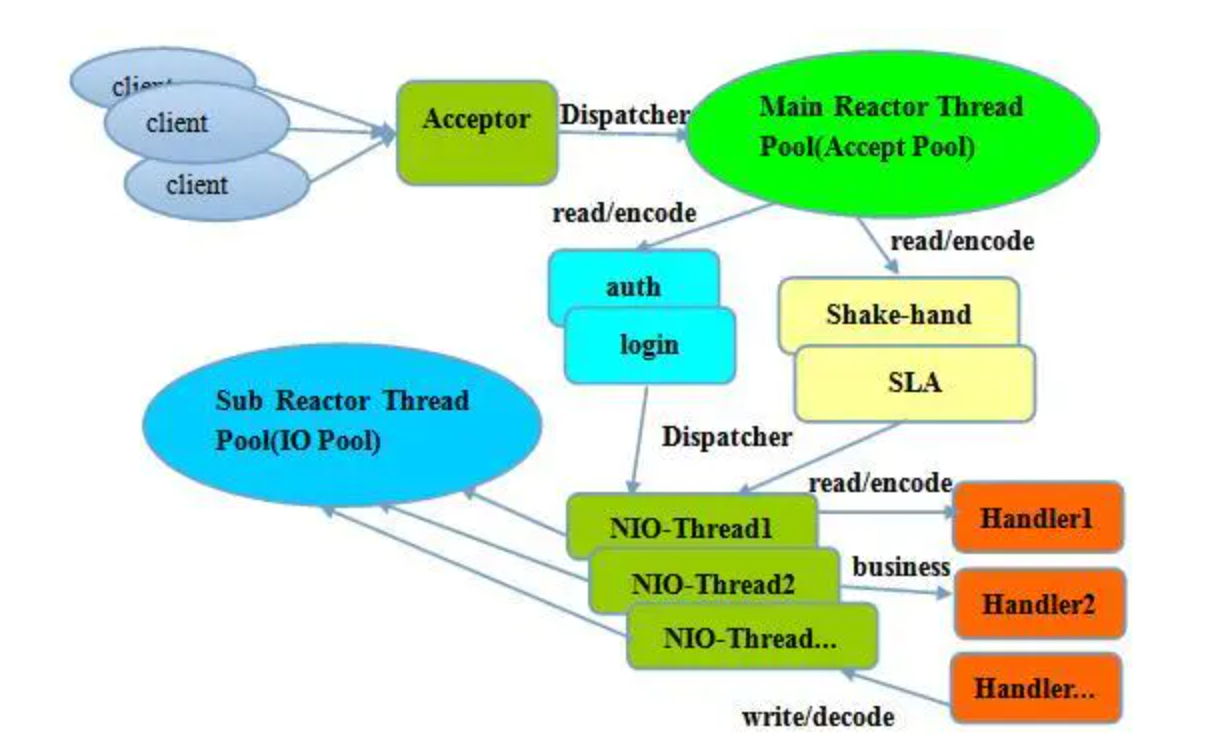 client
client
client
Acceptor
Dispatcher
Main Reactor Thread
Pool(Accept Pool)
read/encode
read/encode
auth
login
Shake-hand
SLA
Sub Reactor Thread
Pool(IO Pool)
Dispatcher
read/encode
NIO-Thread1
Handler1
business
NIO-Thread2
Handler2
NIO-Thread...
Handler...
write/decode